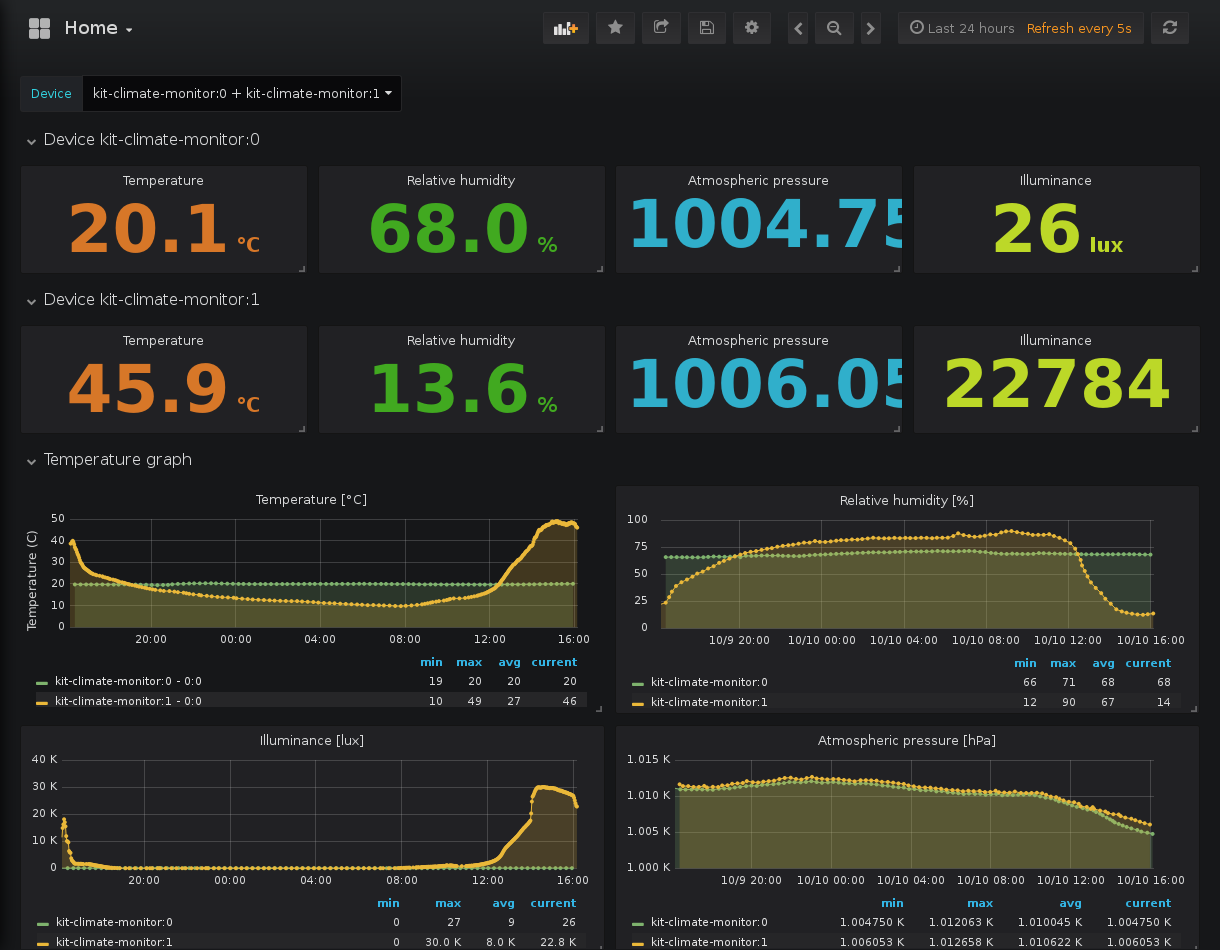 Home
Last 24 hours Refresh every 5s
Device kit-climate-monitor:0 + kit-climate-monitor:1
Device kit-climate-monitor:0
Temperature Relative humidity Atmospheric pressure Illuminance
20.1 °C 68.0 % 1004.75 26 lux
Device kit-climate-monitor:1
Temperature Relative humidity Atmospheric pressure Illuminance
45.9 °C 13.6 % 1006.05 22784
Temperature graph
Temperature [°C]
Temperature (C)
50
40
30
20
10
0
20:00 00:00 04:00 08:00 12:00 16:00
min max avg current
kit-climate-monitor:0 - 0:0 19 20 20 20
kit-climate-monitor:1 - 0:0 10 49 27 46
Relative humidity [%]
100
75
50
25
0
10/9 20:00 10/10 00:00 10/10 04:00 10/10 08:00 10/10 12:00 10/10 16:00
min max avg current
kit-climate-monitor:0 66 71 68 68
kit-climate-monitor:1 12 90 67 14
Illuminance [lux]
40 K
30 K
20 K
10 K
0
20:00 00:00 04:00 08:00 12:00 16:00
min max avg current
kit-climate-monitor:0 0 27 9 26
kit-climate-monitor:1 0 30.0 K 8.0 K 22.8 K
Atmospheric pressure [hPa]
1.015 K
1.010 K
1.005 K
1.000 K
10/9 20:00 10/10 00:00 10/10 04:00 10/10 08:00 10/10 12:00 10/10 16:00
min max avg current
kit-climate-monitor:0 1.004750 K 1.012063 K 1.010045 K 1.004750 K
kit-climate-monitor:1 1.006053 K 1.012658 K 1.010622 K 1.006053 K